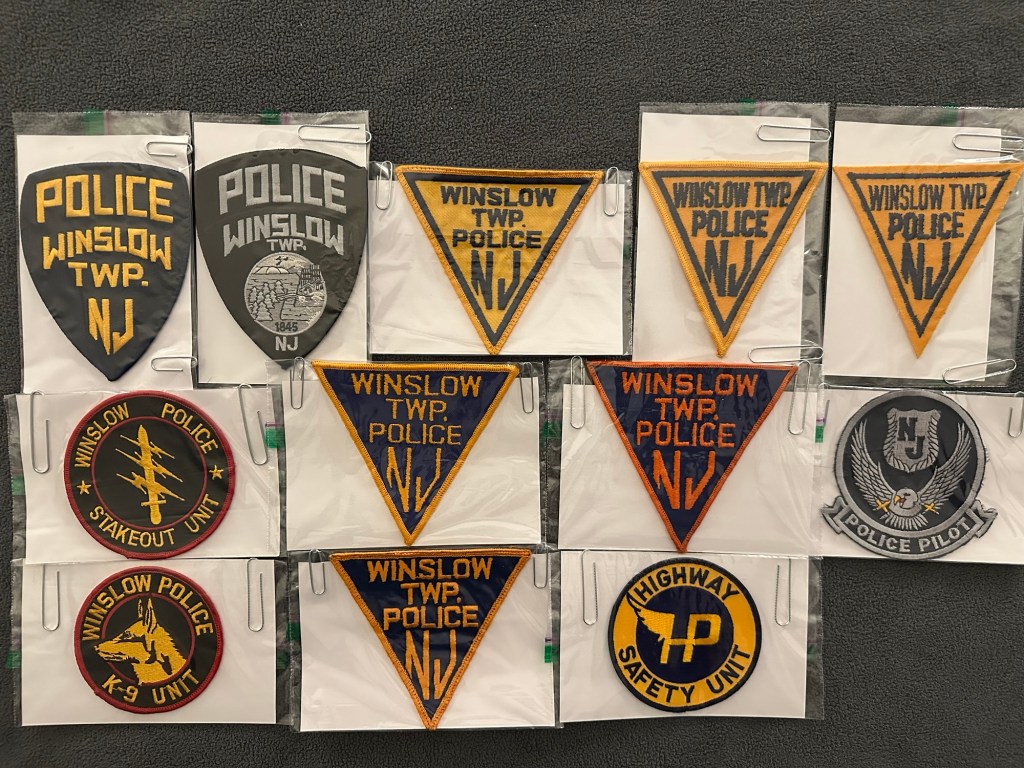 POLICE
WINSLOW
TWP.
NJ
POLICE
WINSLOW
TWP.
1845
NJ
WINSLOW
TWP.
POLICE
NJ
WINSLOW TWP.
POLICE
NJ
WINSLOW TWP.
POLICE
NJ
WINSLOW POLICE
STAKEOUT UNIT
WINSLOW
TWP.
POLICE
NJ
WINSLOW
TWP.
POLICE
NJ
NJ
POLICE PILOT
WINSLOW POLICE
K-9 UNIT
WINSLOW
TWP.
POLICE
NJ
HIGHWAY
HP
SAFETY UNIT